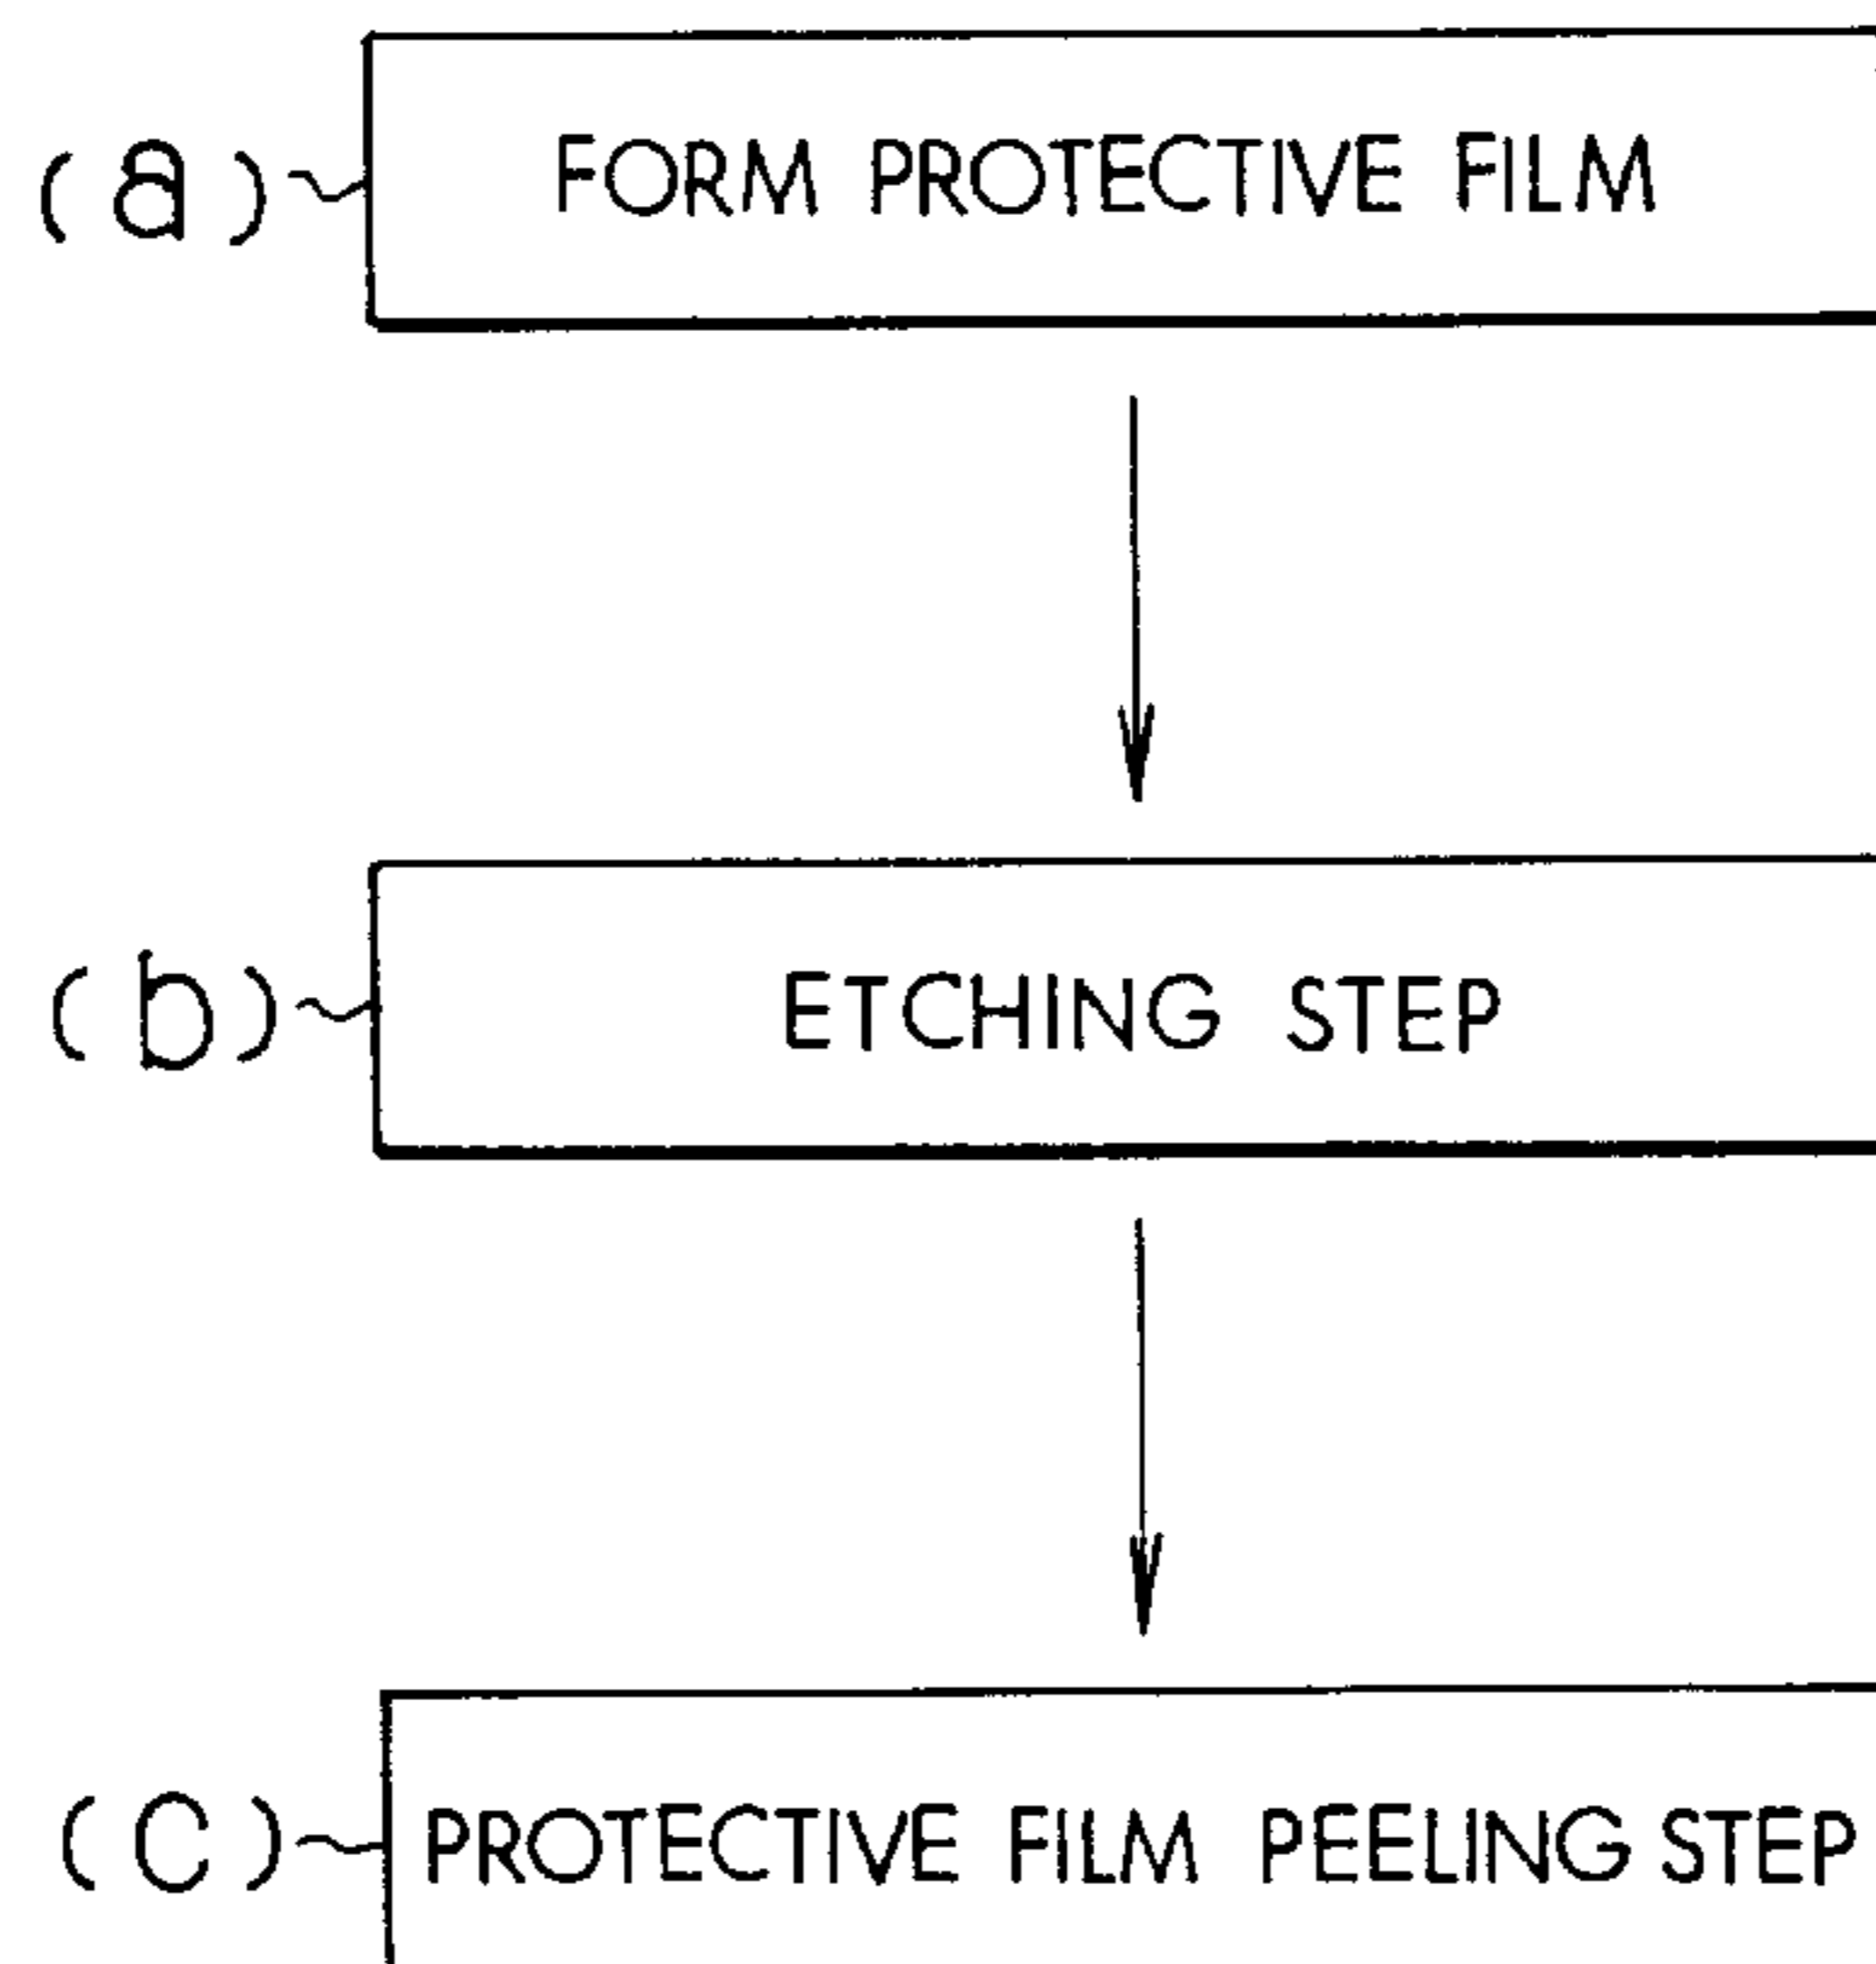 (a) FORM PROTECTIVE FILM
(b) ETCHING STEP
(C) PROTECTIVE FILM PEELING STEP